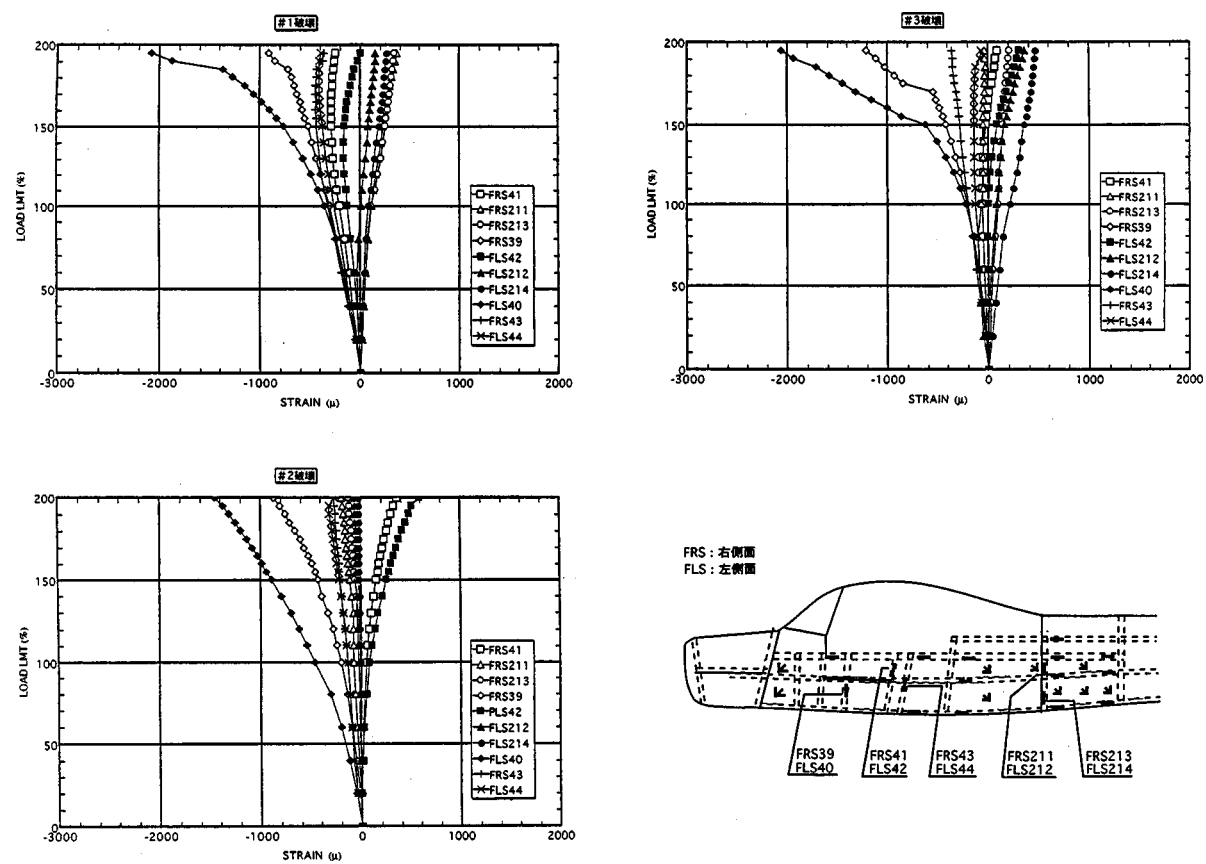 #1破壊
200
150
100
50
0
LOAD LMT (%)
-3000
-2000
-1000
0
1000
2000
STRAIN (μ)
FRS41
FRS211
FRS213
FRS39
FLS42
FLS212
FLS214
FLS40
FRS43
FLS44
#3破壊
200
150
100
50
0
LOAD LMT (%)
-3000
-2000
-1000
0
1000
2000
STRAIN (μ)
FRS41
FRS211
FRS213
FRS39
FLS42
FLS212
FLS214
FLS40
FRS43
FLS44
#2破壊
200
150
100
50
0
LOAD LMT (%)
-3000
-2000
-1000
0
1000
2000
STRAIN (μ)
FRS41
FRS211
FRS213
FRS39
FLS42
FLS212
FLS214
FLS40
FRS43
FLS44
FRS : 右側面
FLS : 左側面
FRS39
FLS40
FRS41
FLS42
FRS43
FLS44
FRS211
FLS212
FRS213
FLS214